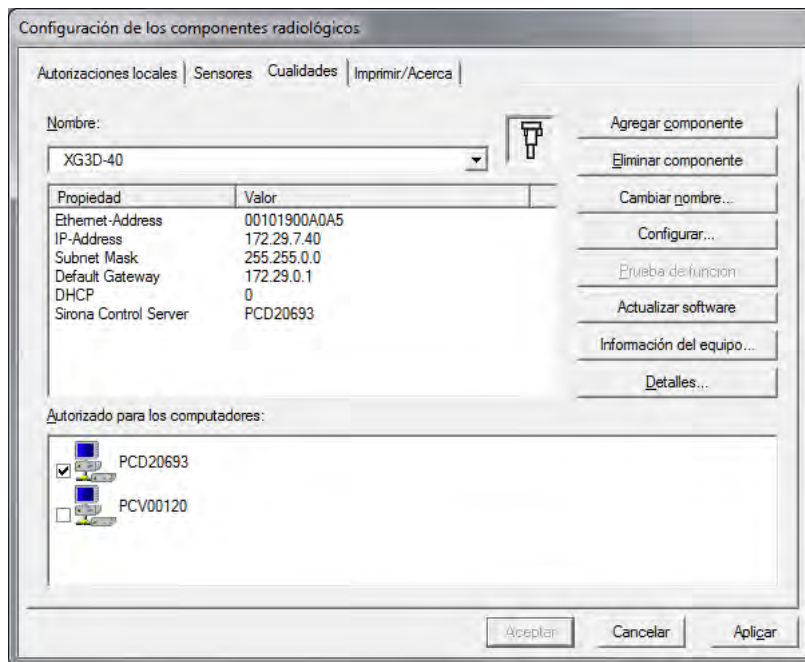 Configuración de los componentes radiológicos
Autorizaciones locales Sensores Cualidades Imprimir/Acerca
Nombre:
XG3D-40
Agregar componente
Eliminar componente
Cambiar nombre...
Configurar...
Prueba de función
Actualizar software
Información del equipo...
Detalles...
Propiedad Valor
Ethernet-Address 00101900A0A5
IP-Address 172.29.7.40
Subnet Mask 255.255.0.0
Default Gateway 172.29.0.1
DHCP 0
Sirona Control Server PCD20693
Autorizado para los computadores:
PCD20693
PCV00120
Aceptar Cancelar Aplicar